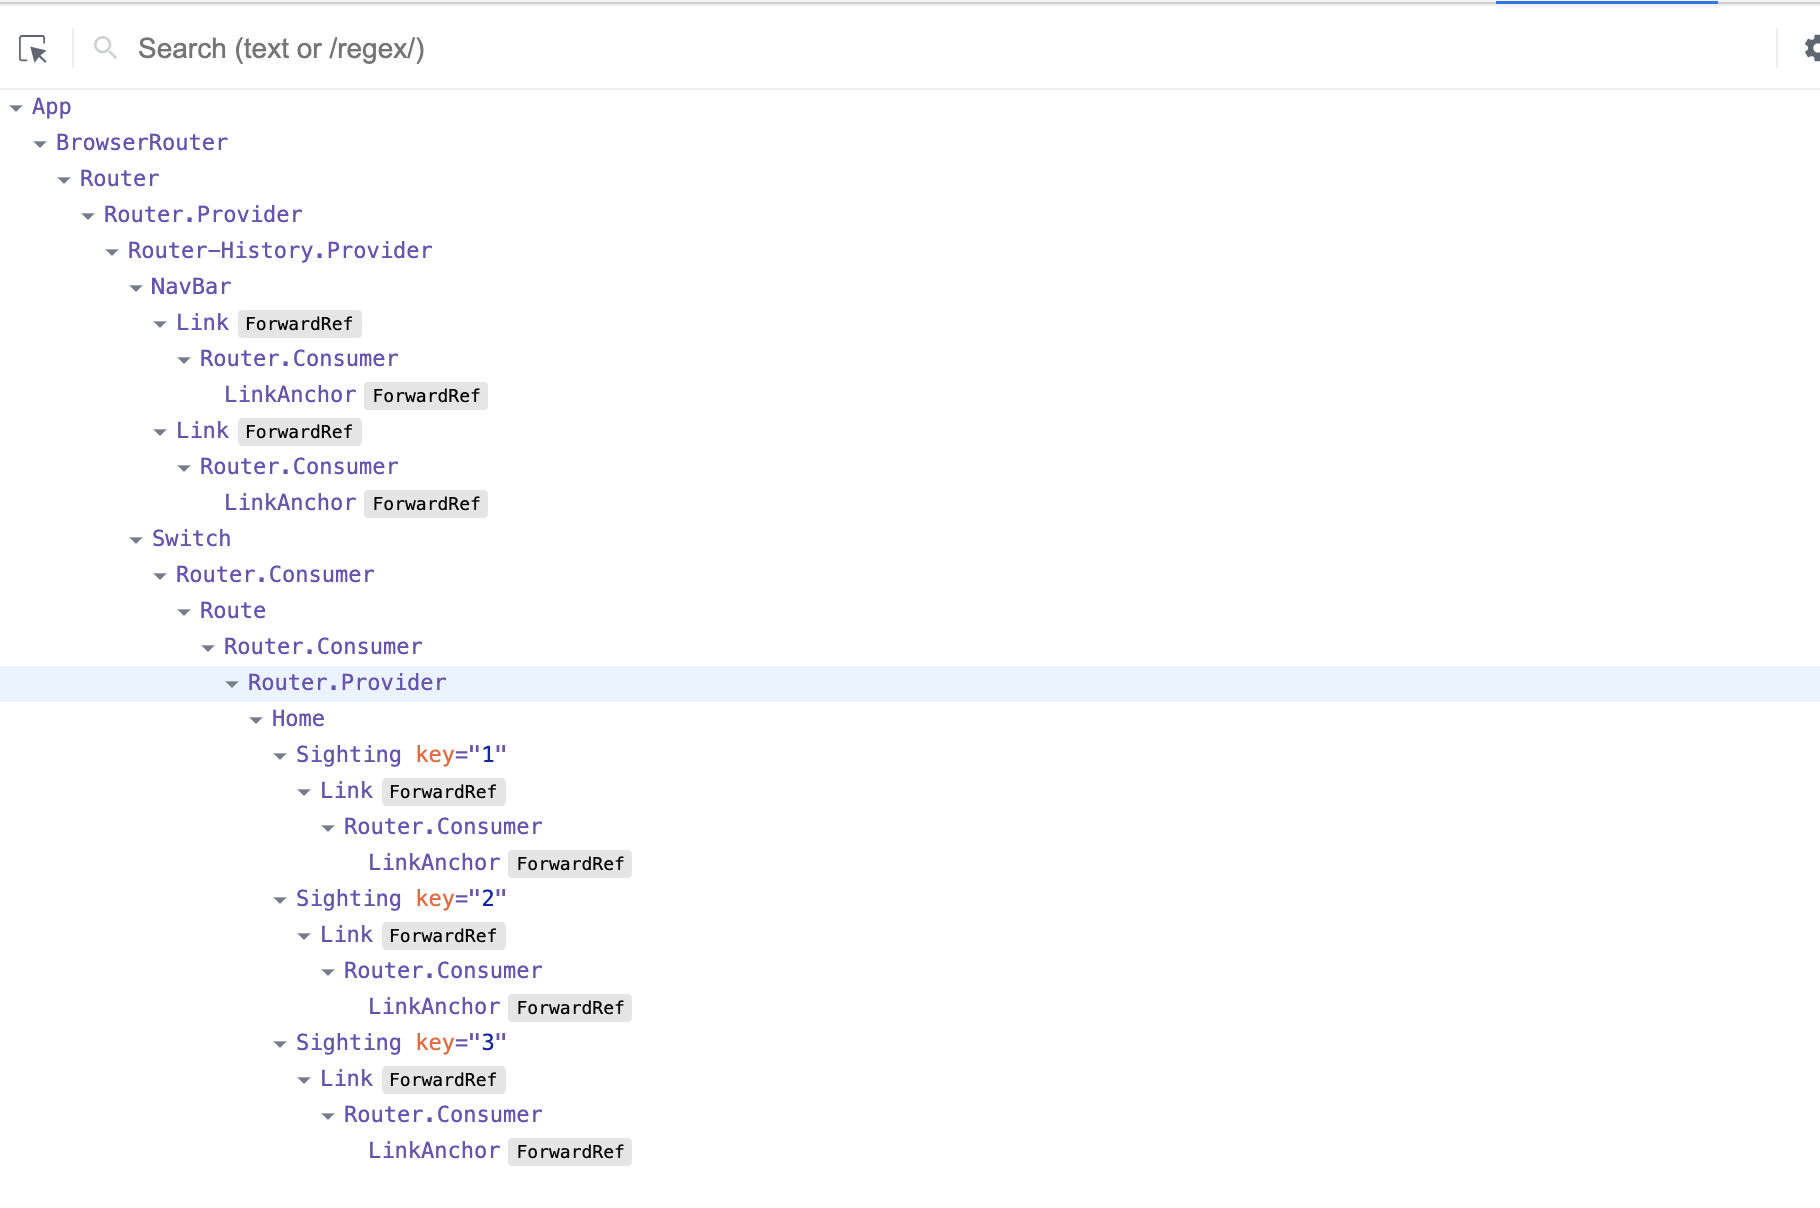 Search (text or /regex/)
App
BrowserRouter
Router
Router.Provider
Router-History.Provider
NavBar
Link ForwardRef
Router.Consumer
LinkAnchor ForwardRef
Link ForwardRef
Router.Consumer
LinkAnchor ForwardRef
Switch
Router.Consumer
Route
Router.Consumer
Router.Provider
Home
Sighting key="1"
Link ForwardRef
Router.Consumer
LinkAnchor ForwardRef
Sighting key="2"
Link ForwardRef
Router.Consumer
LinkAnchor ForwardRef
Sighting key="3"
Link ForwardRef
Router.Consumer
LinkAnchor ForwardRef